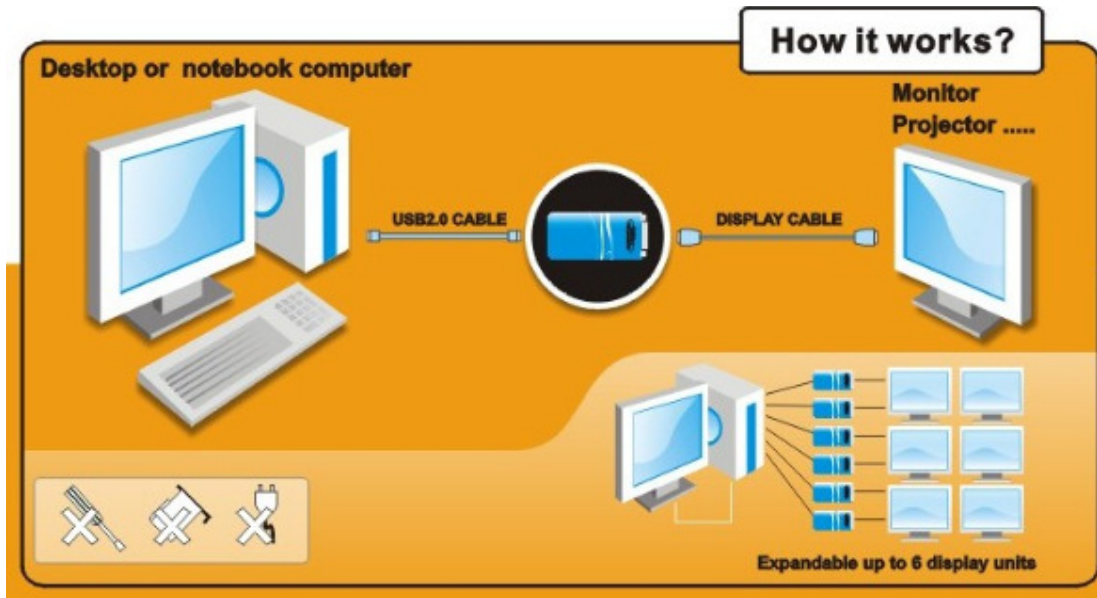 How it works?
Desktop or notebook computer
Monitor
Projector .....
USB2.0 CABLE
DISPLAY CABLE
Expandable up to 6 display units